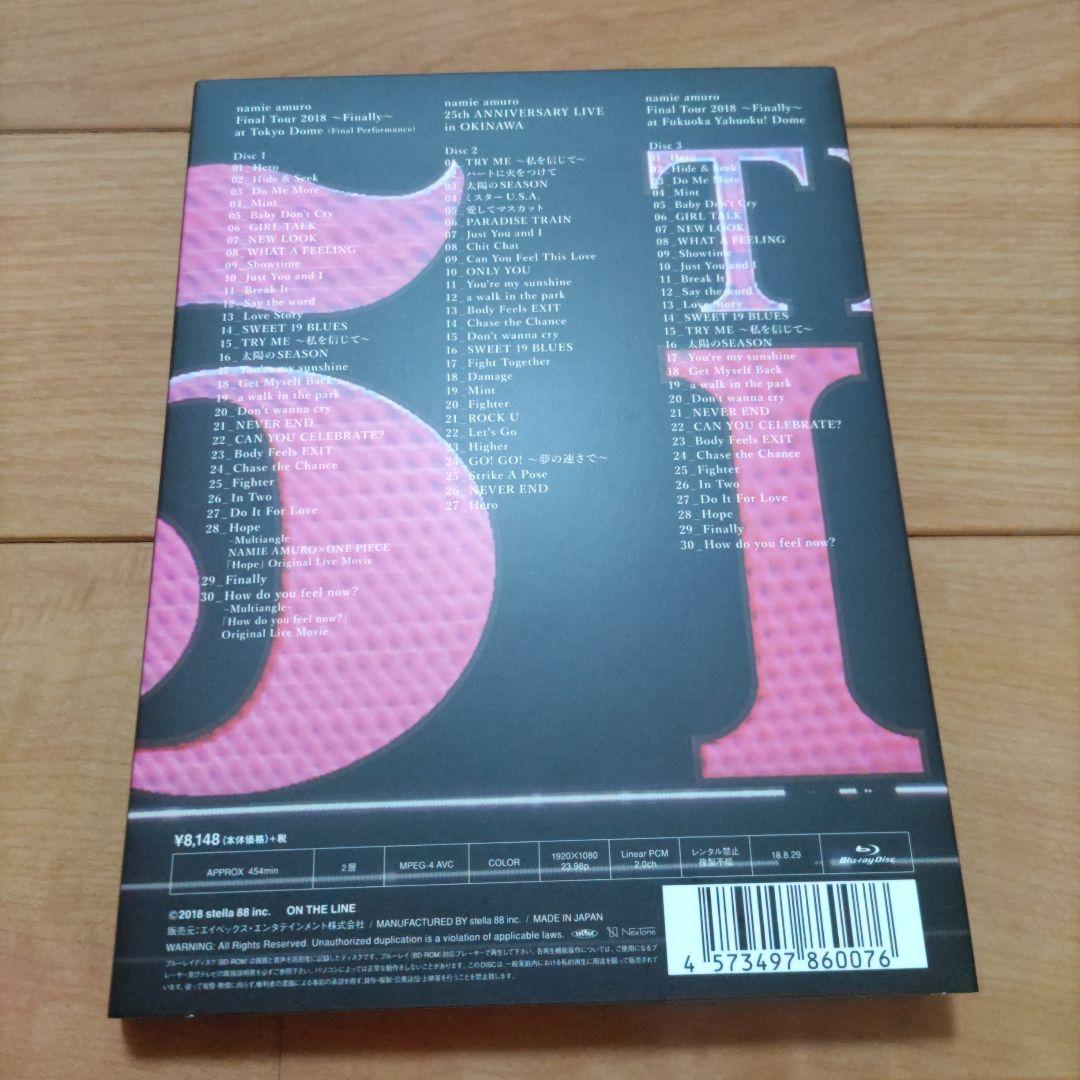 namie amuro
Final Tour 2018 ～Finally～
at Tokyo Dome (Final Performance)
Disc 1
01_Hero
02_Hide & Seek
03_Do Me More
04_Mint
05_Baby Don't Cry
06_GIRL TALK
07_NEW LOOK
08_WHAT A FEELING
09_Showtime
10_Just You and I
11_Break It
12_Say the word
13_Love Story
14_SWEET 19 BLUES
15_TRY ME ～私を信じて～
16_太陽のSEASON
17_You're my sunshine
18_Get Myself Back
19_a walk in the park
20_Don't wanna cry
21_NEVER END
22_CAN YOU CELEBRATE?
23_Body Feels EXIT
24_Chase the Chance
25_Fighter
26_In Two
27_Do It For Love
28_Hope
~Multiangle~
NAMIE AMURO×ONE PIECE
「Hope」Original Live Movie
29_Finally
30_How do you feel now?
~Multiangle~
「How do you feel now?」
Original Live Movie
namie amuro
25th ANNIVERSARY LIVE
in OKINAWA
Disc 2
01_TRY ME ～私を信じて～
02_ハートに火をつけて
03_太陽のSEASON
04_ミスターU.S.A.
05_愛してマスカット
06_PARADISE TRAIN
07_Just You and I
08_Chit Chat
09_Can You Feel This Love
10_ONLY YOU
11_You're my sunshine
12_a walk in the park
13_Body Feels EXIT
14_Chase the Chance
15_Don't wanna cry
16_SWEET 19 BLUES
17_Fight Together
18_Damage
19_Mint
20_Fighter
21_ROCK U
22_Let's Go
23_Higher
24_GO! GO! ～夢の速さで～
25_Strike A Pose
26_NEVER END
27_Hero
namie amuro
Final Tour 2018 ～Finally～
at Fukuoka Yahuoku! Dome
Disc 3
01_Hero
02_Hide & Seek
03_Do Me More
04_Mint
05_Baby Don't Cry
06_GIRL TALK
07_NEW LOOK
08_WHAT A FEELING
09_Showtime
10_Just You and I
11_Break It
12_Say the word
13_Love Story
14_SWEET 19 BLUES
15_TRY ME ～私を信じて～
16_太陽のSEASON
17_You're my sunshine
18_Get Myself Back
19_a walk in the park
20_Don't wanna cry
21_NEVER END
22_CAN YOU CELEBRATE?
23_Body Feels EXIT
24_Chase the Chance
25_Fighter
26_In Two
27_Do It For Love
28_Hope
29_Finally
30_How do you feel now?
¥8,148(本体価格)+税
APPROX 454min
2層
MPEG-4 AVC
COLOR
1920×1080
23.98p
Linear PCM
2.0ch
レンタル禁止
複製不能
18.8.29
Blu-ray Disc
©2018 stella 88 inc. ON THE LINE
販売元:エイベックス・エンタテインメント株式会社 / MANUFACTURED BY stella 88 inc. / MADE IN JAPAN
NexTone
WARNING: All Rights Reserved. Unauthorized duplication is a violation of applicable laws.
4 573497 860076